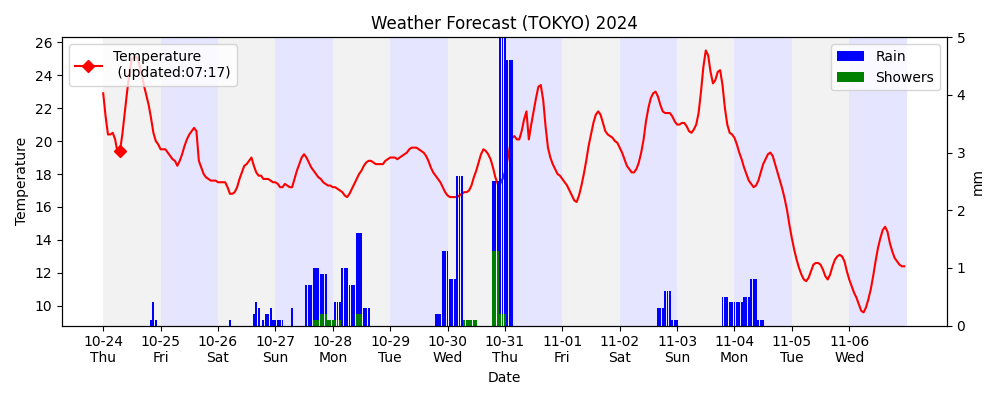 Weather Forecast (TOKYO) 2024
Temperature
(updated:07:17)
Rain
Showers
Temperature
26
24
22
20
18
16
14
12
10
5
4
3
2
1
0
mm
10-24 10-25 10-26 10-27 10-28 10-29 10-30 10-31 11-01 11-02 11-03 11-04 11-05 11-06
Thu Fri Sat Sun Mon Tue Wed Thu Fri Sat Sun Mon Tue Wed
Date